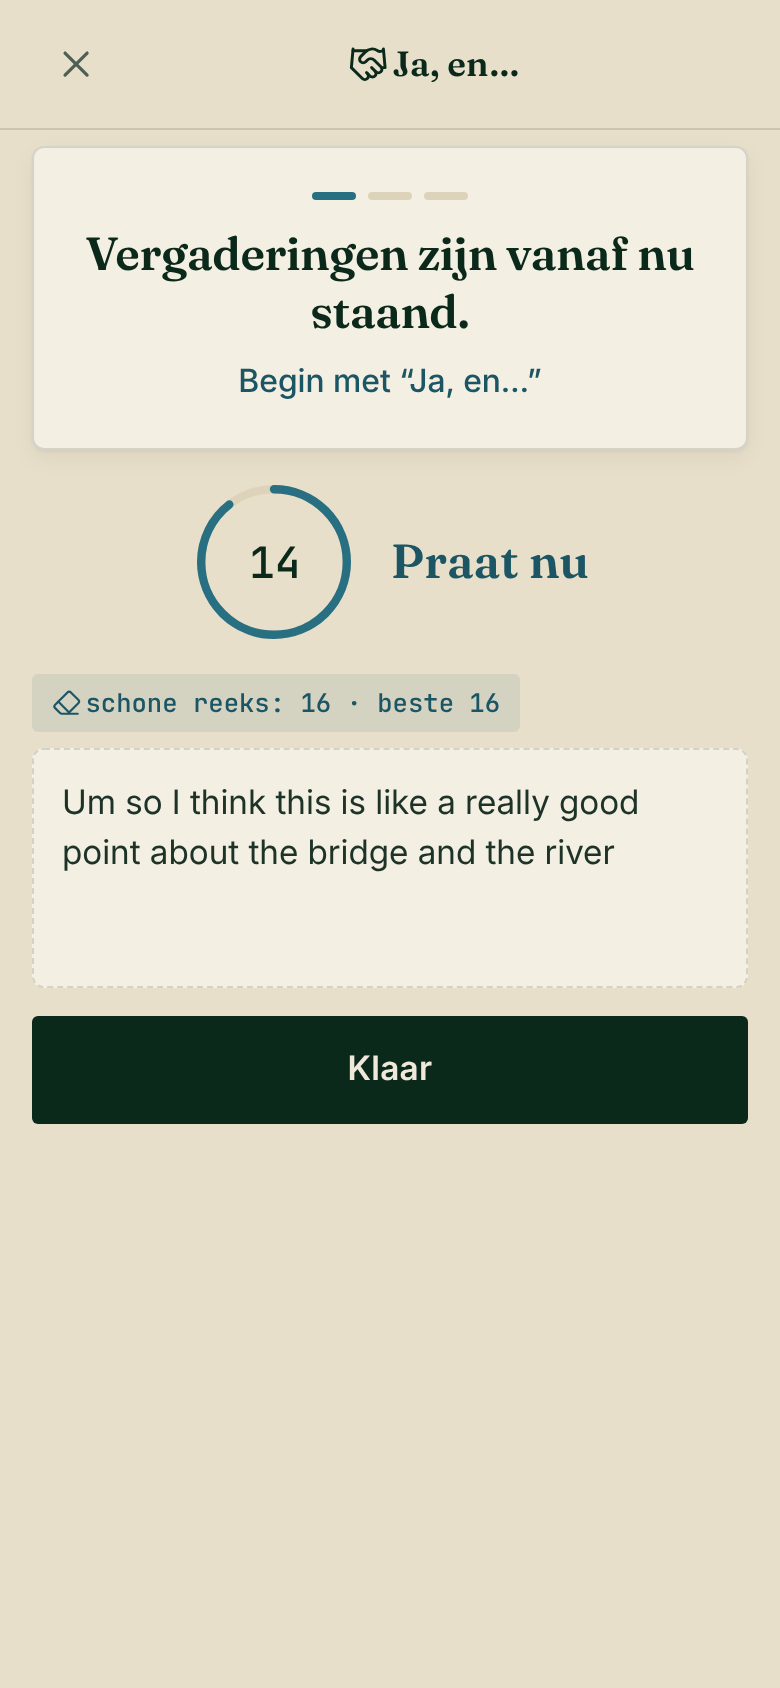 Ja, en...
Vergaderingen zijn vanaf nu
staand.
Begin met “Ja, en...”
14
Praat nu
schone reeks: 16 · beste 16
Um so I think this is like a really good
point about the bridge and the river
Klaar